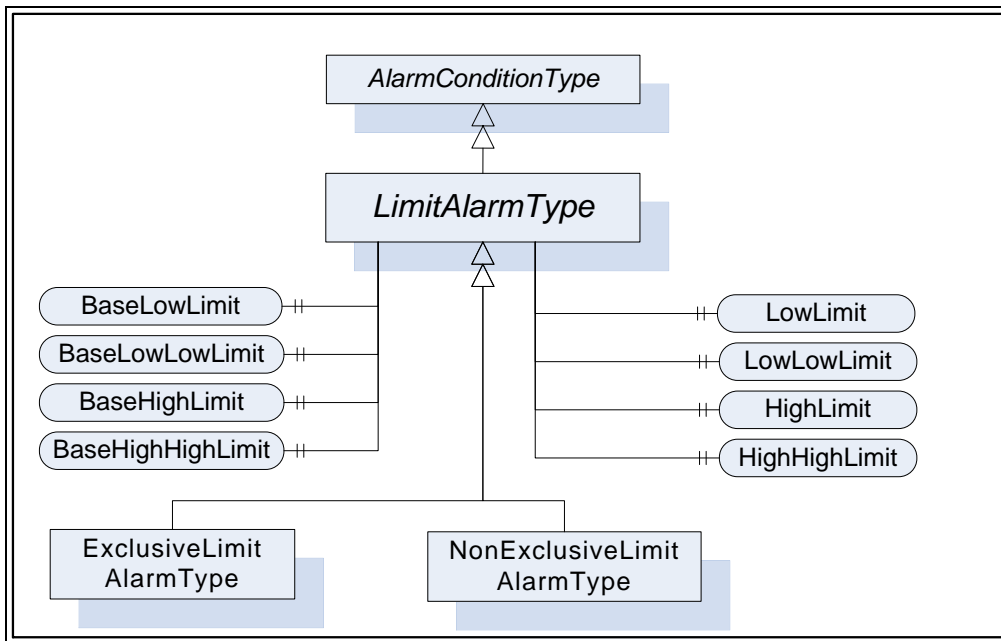 AlarmConditionType
LimitAlarmType
BaseLowLimit
BaseLowLowLimit
BaseHighLimit
BaseHighHighLimit
LowLimit
LowLowLimit
HighLimit
HighHighLimit
ExclusiveLimit
AlarmType
NonExclusiveLimit
AlarmType